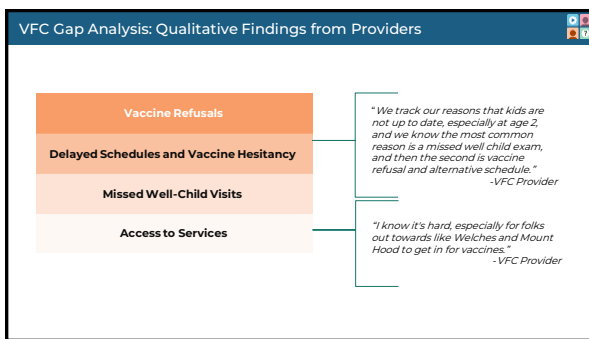 VFC Gap Analysis: Qualitative Findings from Providers
?
Vaccine Refusals
Delayed Schedules and Vaccine Hesitancy
Missed Well-Child Visits
Access to Services
"We track our reasons that kids are
not up to date, especially at age 2,
and we know the most common
reason is a missed well child exam,
and then the second is vaccine
refusal and alternative schedule."
-VFC Provider
"I know it's hard, especially for folks
out towards like Welches and Mount
Hood to get in for vaccines."
-VFC Provider